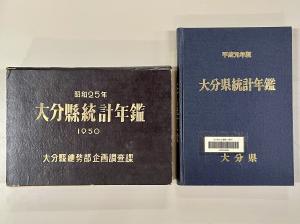 昭和25年
大分縣統計年鑑
1950
大分縣總務部企画調査課
平成元年版
大分県統計年鑑
大分県